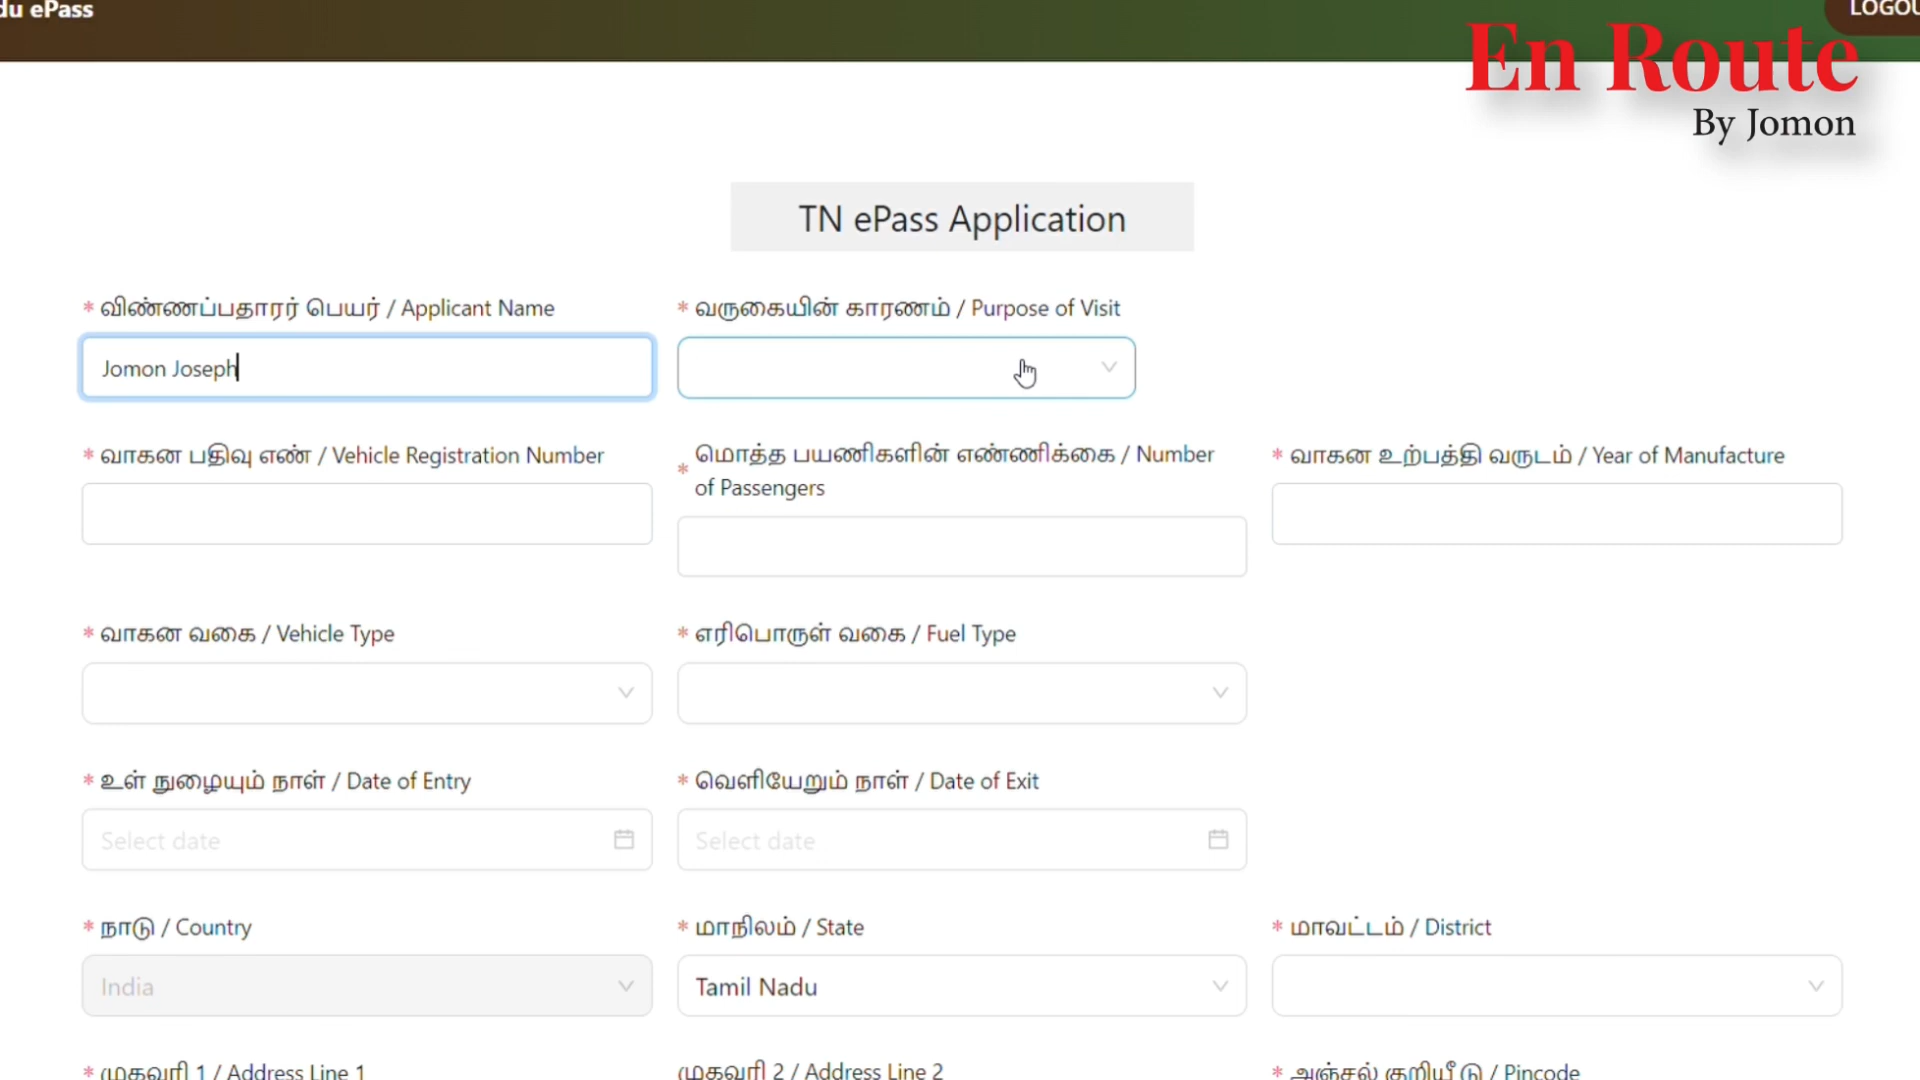 du ePass
LOGOU
En Route
By Jomon
TN ePass Application
* விண்ணப்பதாரர் பெயர் / Applicant Name
* வருகையின் காரணம் / Purpose of Visit
Jomon Joseph
* வாகன பதிவு எண் / Vehicle Registration Number
* மொத்த பயணிகளின் எண்ணிக்கை / Number
of Passengers
* வாகன உற்பத்தி வருடம் / Year of Manufacture
* வாகன வகை / Vehicle Type
* எரிபொருள் வகை / Fuel Type
* உள் நுழையும் நாள் / Date of Entry
* வெளியேறும் நாள் / Date of Exit
Select date
Select date
* நாடு / Country
* மாநிலம் / State
* மாவட்டம் / District
India
Tamil Nadu
* முகவரி 1 / Address Line 1
முகவரி 2 / Address Line 2
* அஞ்சல் குறியீடு / Pincode